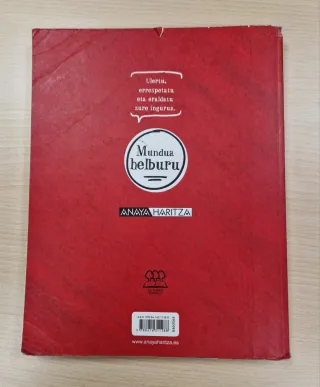 Ulertu,
errespetatu
eta eraldatu
zure ingurua.
Mundua
helburu
ANAYA HARITZA
www.anayaharitza.es